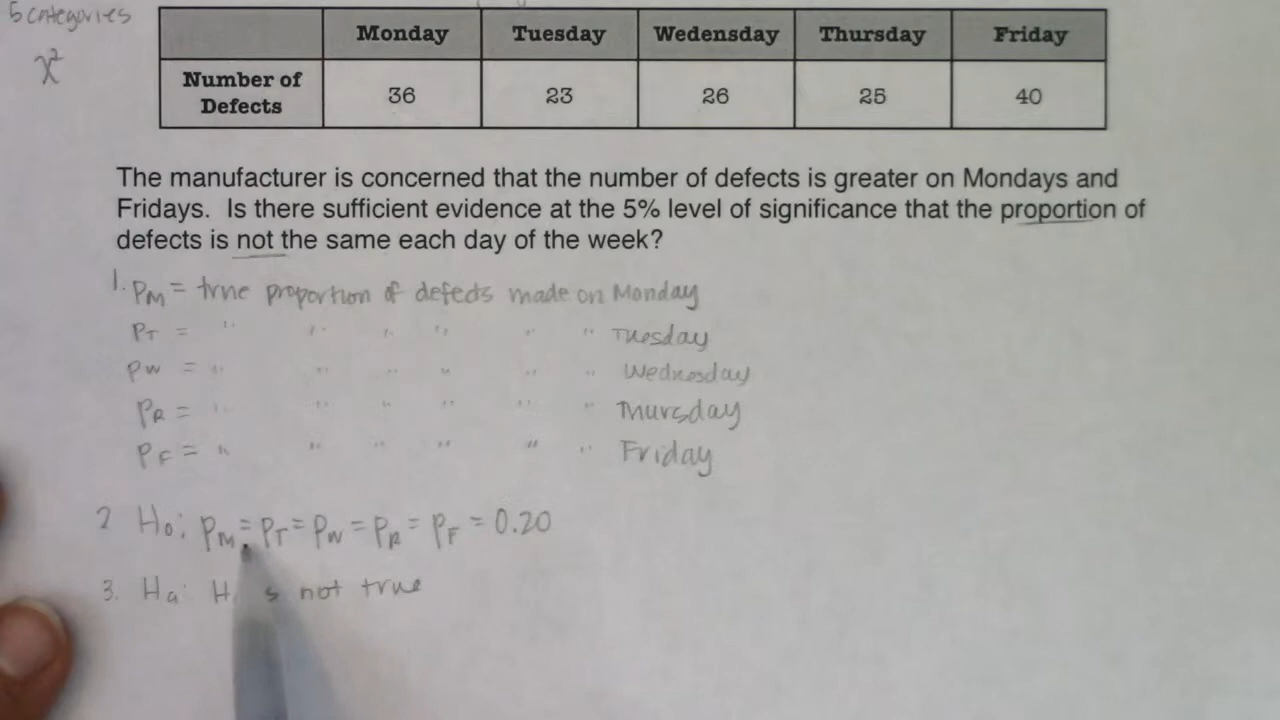 5 categories
χ²
Monday Tuesday Wedensday Thursday Friday
Number of Defects 36 23 26 25 40
The manufacturer is concerned that the number of defects is greater on Mondays and
Fridays. Is there sufficient evidence at the 5% level of significance that the proportion of
defects is not the same each day of the week?
1. PM = true proportion of defects made on Monday
PT = " " " " " " Tuesday
PW = " " " " " " Wednesday
PR = " " " " " " Thursday
PF = " " " " " " Friday
2 Ho: PM = PT = PW = PR = PF = 0.20
3. Ha: not true